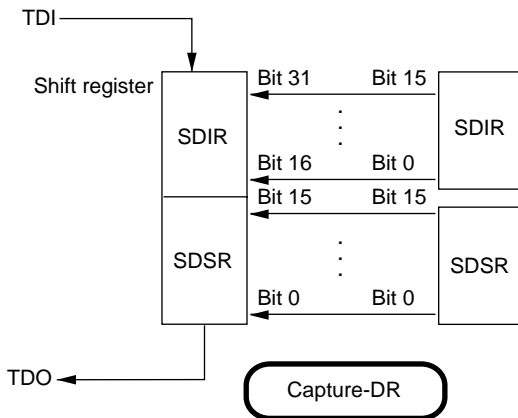 TDI
Shift register
Bit 31 Bit 15
SDIR
SDIR
Bit 16 Bit 0
Bit 15 Bit 15
SDSR
SDSR
Bit 0 Bit 0
TDO
Capture-DR